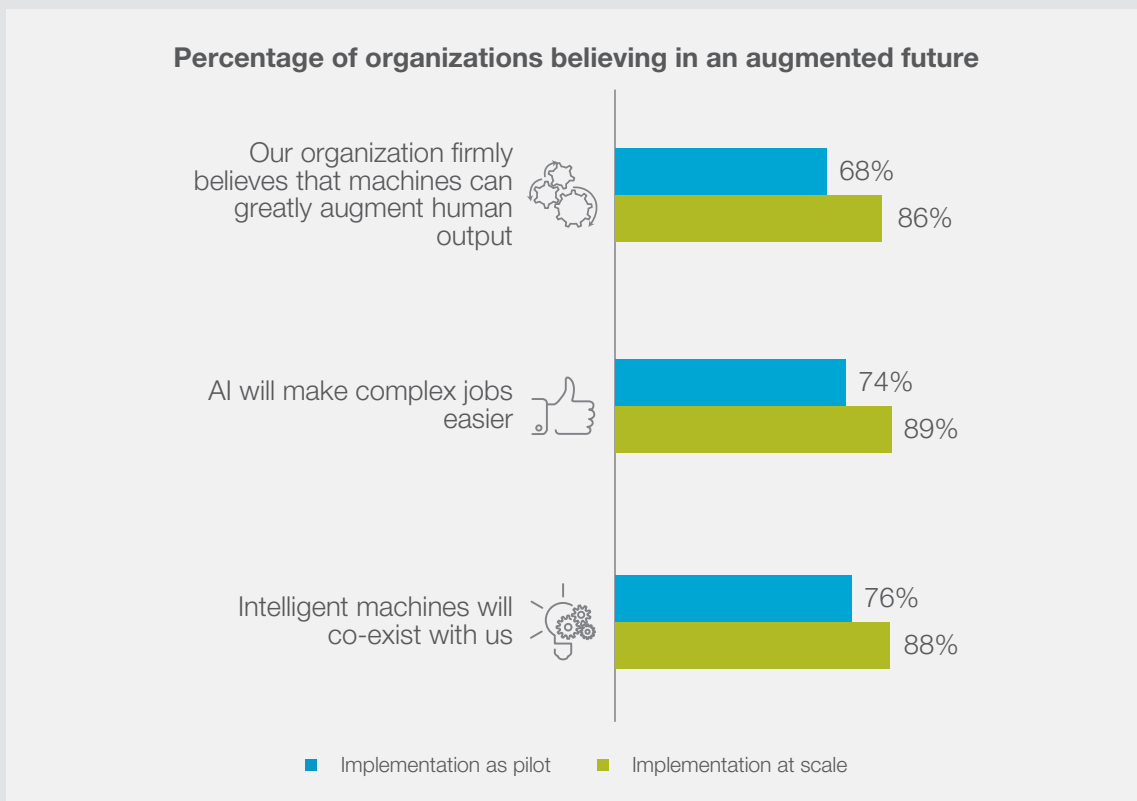 Percentage of organizations believing in an augmented future
Our organization firmly
believes that machines can
greatly augment human
output
68%
86%
AI will make complex jobs
easier
74%
89%
Intelligent machines will
co-exist with us
76%
88%
Implementation as pilot
Implementation at scale